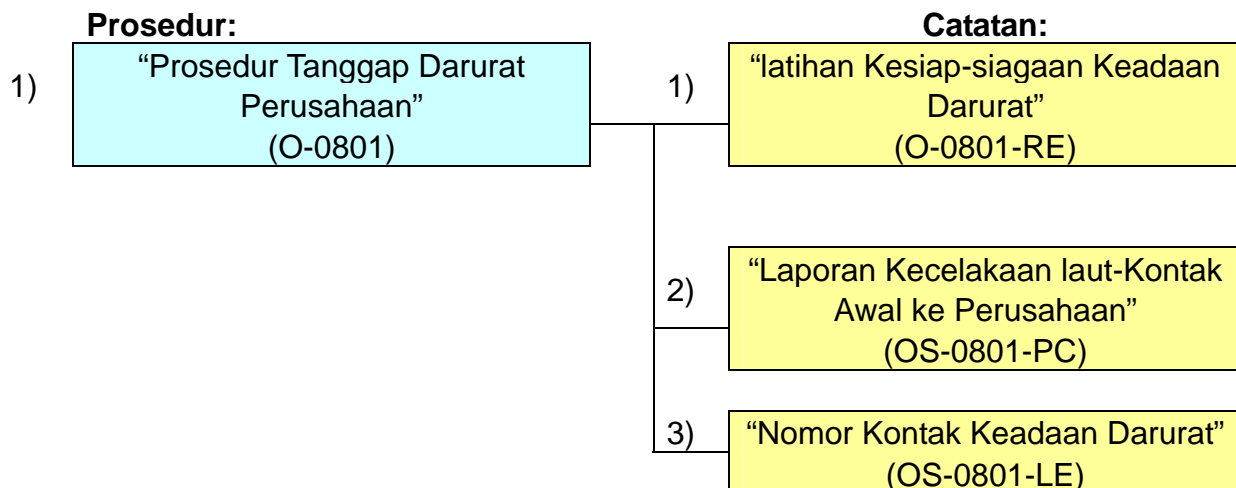 Prosedur:
Catatan:
1)
“Prosedur Tanggap Darurat
Perusahaan”
(O-0801)
1)
“latihan Kesiap-siagaan Keadaan
Darurat”
(O-0801-RE)
2)
“Laporan Kecelakaan laut-Kontak
Awal ke Perusahaan”
(OS-0801-PC)
3)
“Nomor Kontak Keadaan Darurat”
(OS-0801-LE)